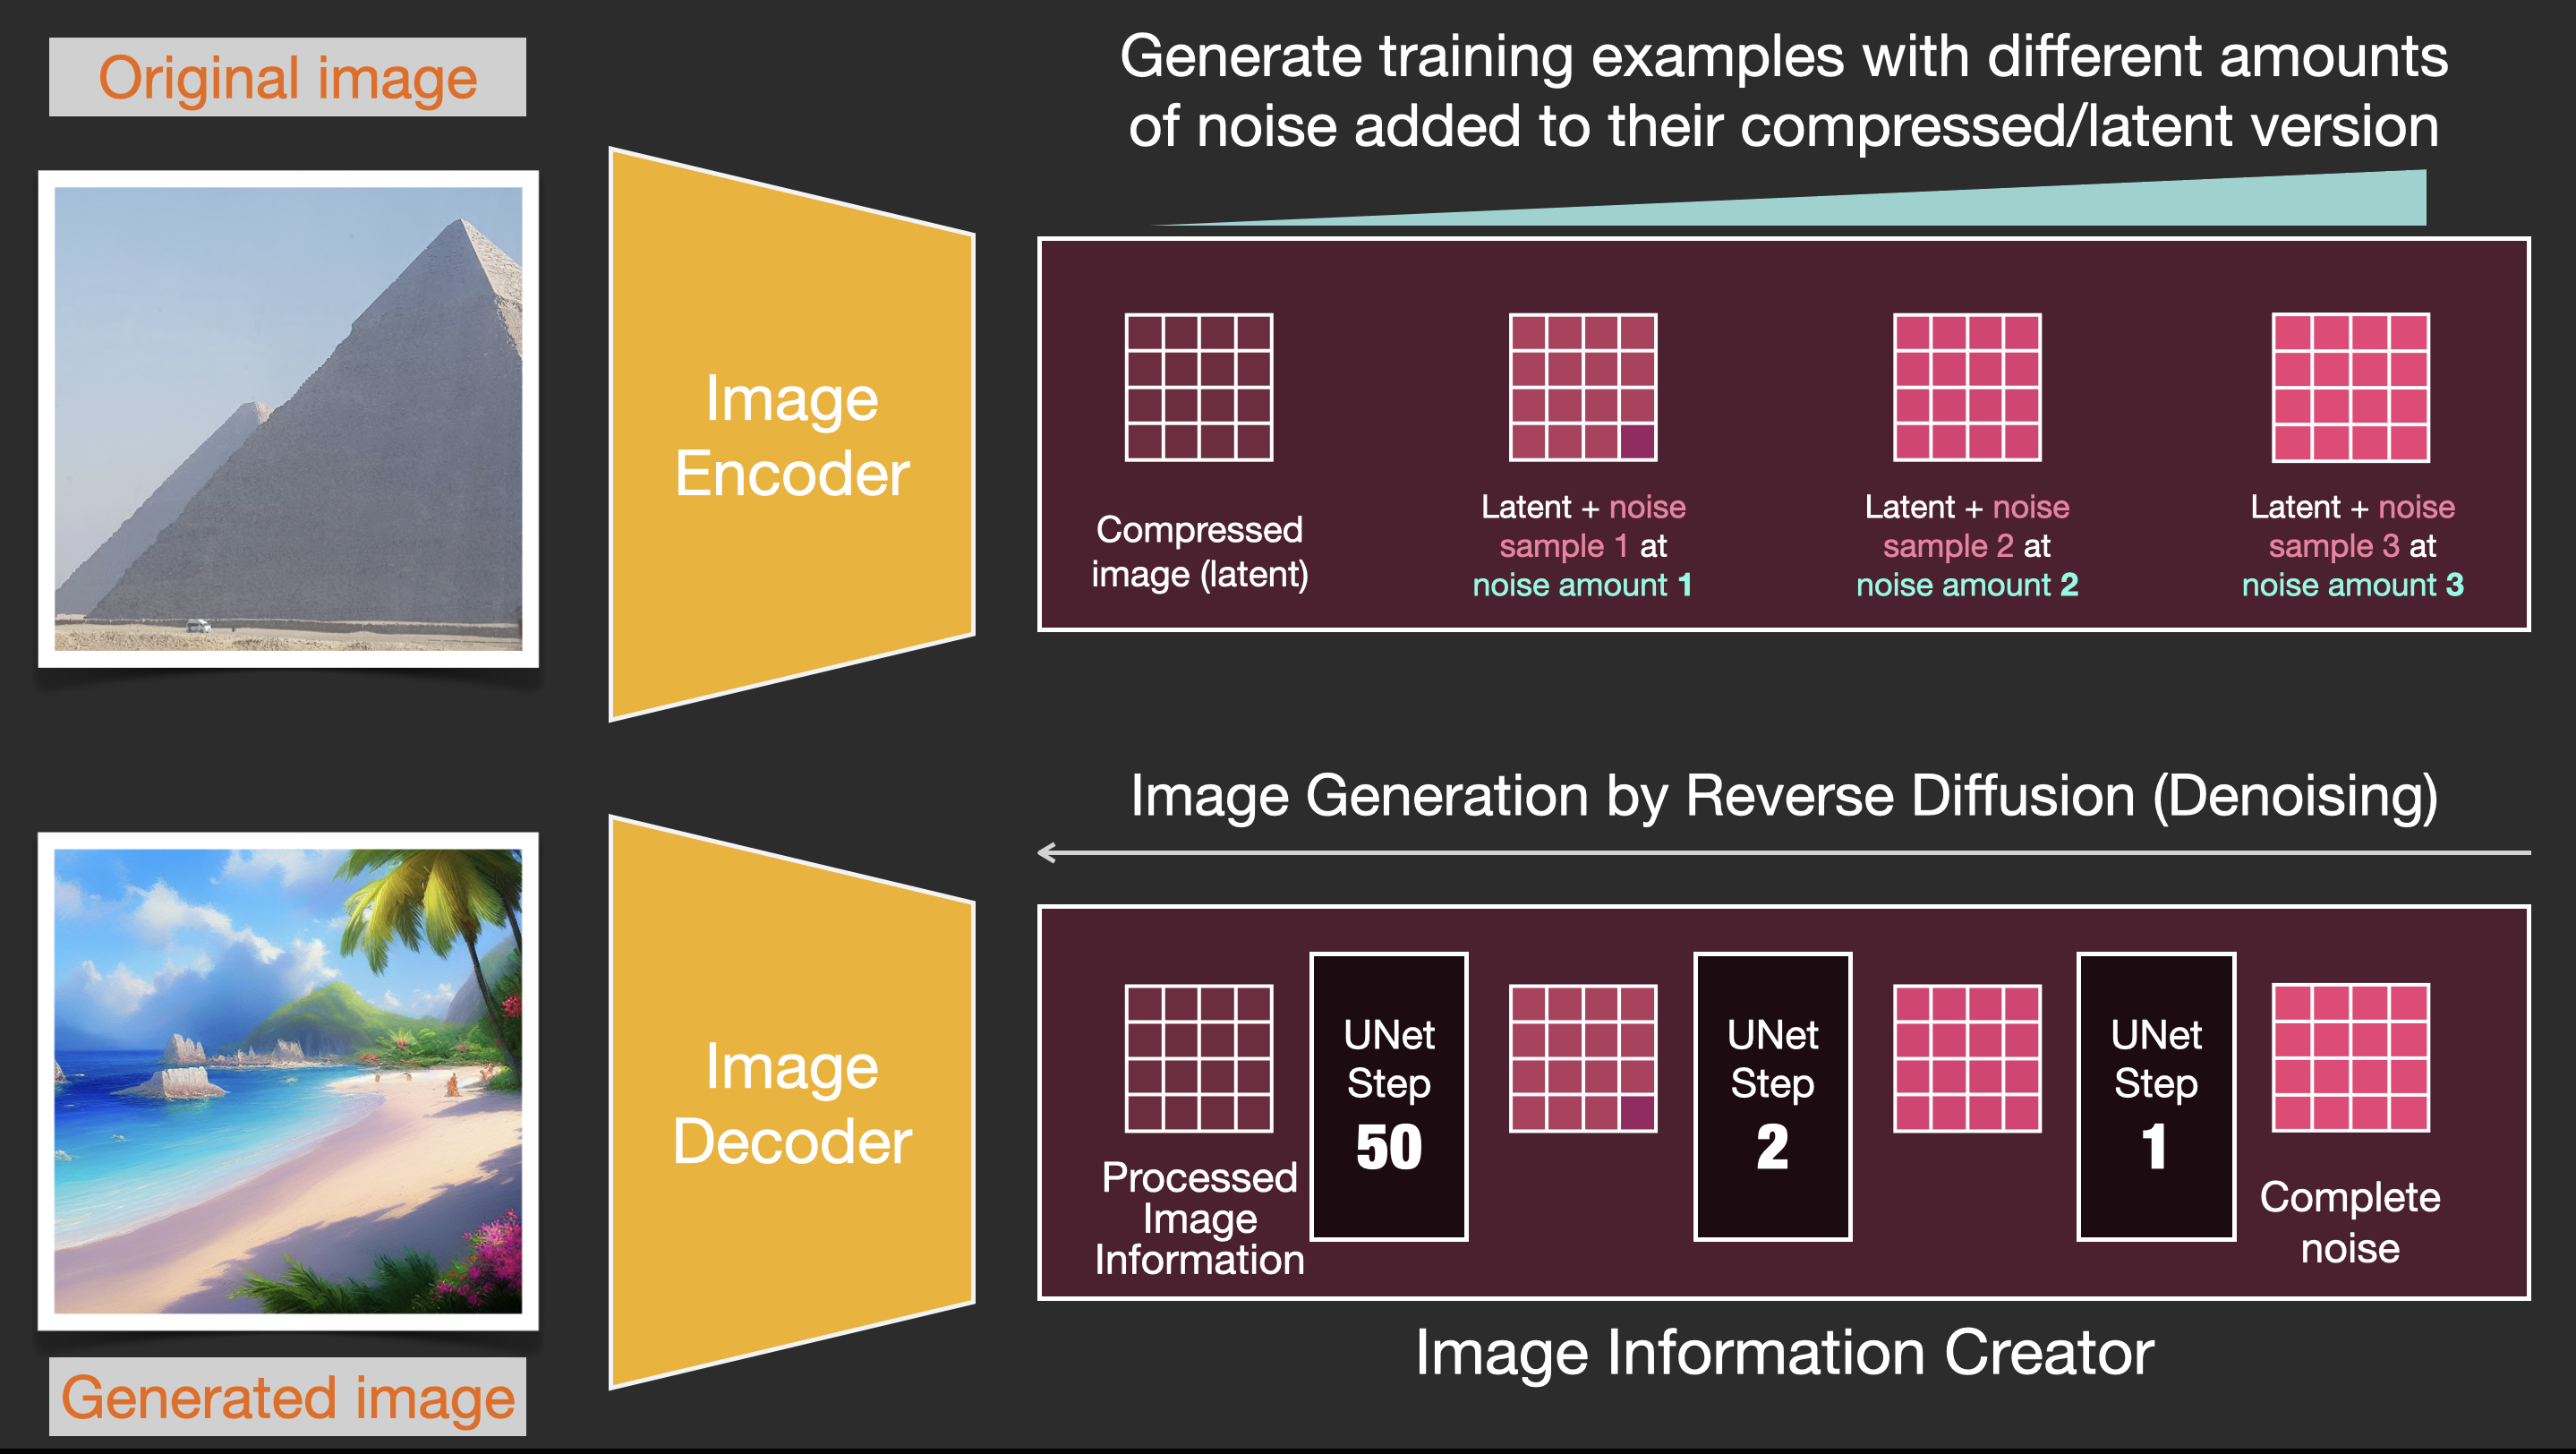 Original image
Generate training examples with different amounts
of noise added to their compressed/latent version
Image
Encoder
Compressed
image (latent)
Latent + noise
sample 1 at
noise amount 1
Latent + noise
sample 2 at
noise amount 2
Latent + noise
sample 3 at
noise amount 3
Image Generation by Reverse Diffusion (Denoising)
Image
Decoder
Processed
Image
Information
UNet
Step
50
UNet
Step
2
UNet
Step
1
Complete
noise
Image Information Creator
Generated image